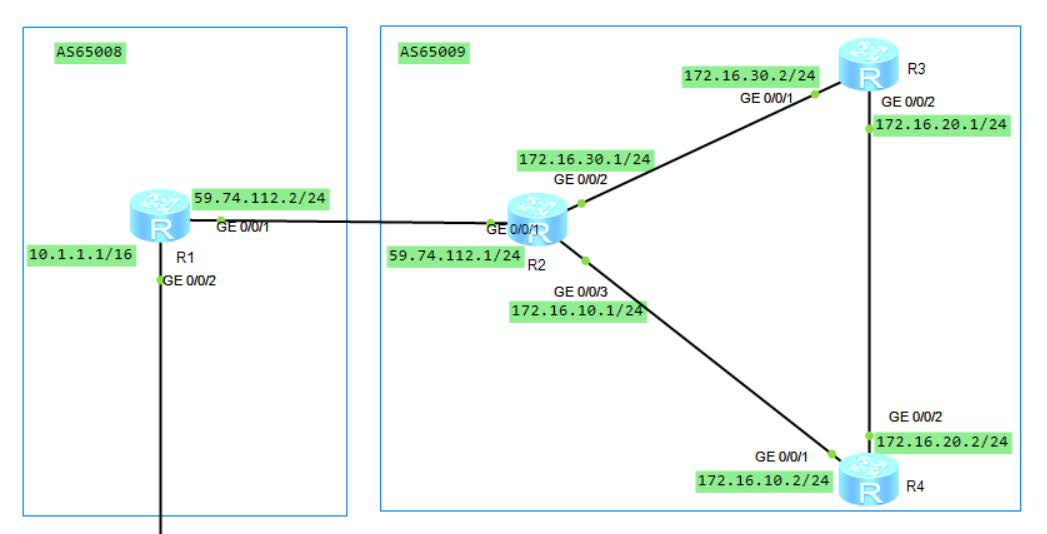 AS65008
AS65009
172.16.30.2/24
R3
GE 0/0/1
GE 0/0/2
172.16.20.1/24
172.16.30.1/24
GE 0/0/2
59.74.112.2/24
GE 0/0/1
GE 0/0/1
R
R
R
R
10.1.1.1/16
R1
59.74.112.1/24
R2
GE 0/0/2
GE 0/0/3
172.16.10.1/24
GE 0/0/2
172.16.20.2/24
GE 0/0/1
172.16.10.2/24
R4